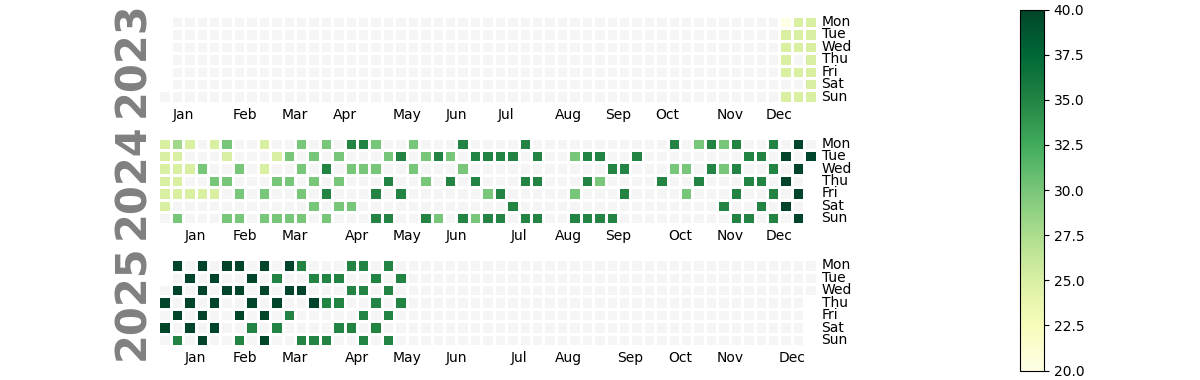 2023
Mon
Tue
Wed
Thu
Fri
Sat
Sun
Jan Feb Mar Apr May Jun Jul Aug Sep Oct Nov Dec
2024
Mon
Tue
Wed
Thu
Fri
Sat
Sun
Jan Feb Mar Apr May Jun Jul Aug Sep Oct Nov Dec
2025
Mon
Tue
Wed
Thu
Fri
Sat
Sun
Jan Feb Mar Apr May Jun Jul Aug Sep Oct Nov Dec
40.0
37.5
35.0
32.5
30.0
27.5
25.0
22.5
20.0